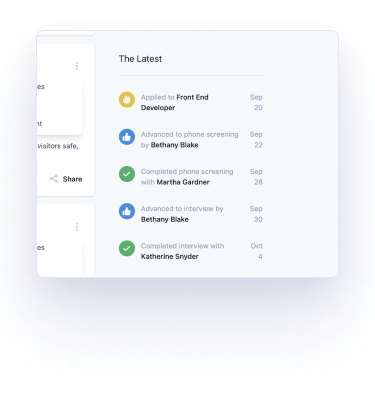 The Latest
es
nt
visitors safe,
Share
es
Applied to Front End
Developer
Sep
20
Advanced to phone screening
by Bethany Blake
Sep
22
Completed phone screening
with Martha Gardner
Sep
28
Advanced to interview by
Bethany Blake
Sep
30
Completed interview with
Katherine Snyder
Oct
4